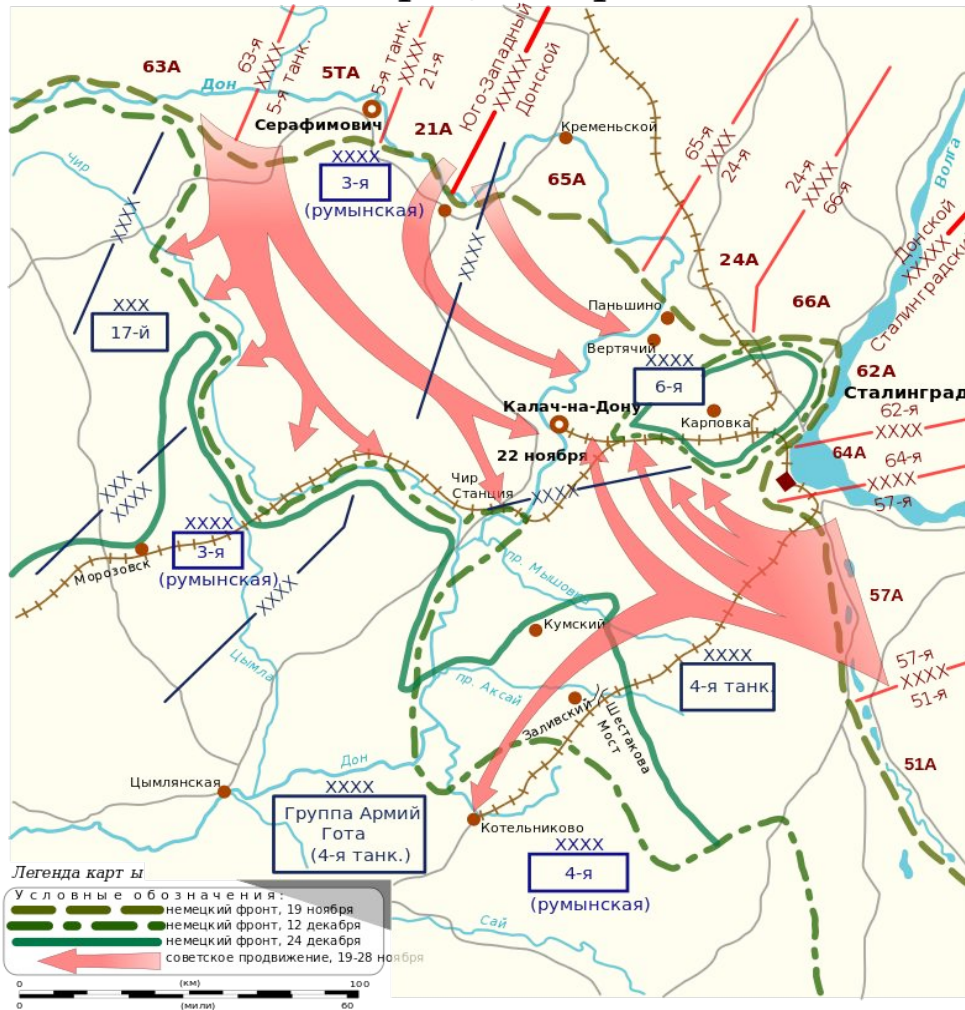 63А
5ТА
63-я
XXXX
5-я танк.
5-я танк.
XXXX
21-я
Юго-Западный
XXXXX
Донской
Дон
Серафимович
21А
Кременьской
Чир
XXXX
3-я
(румынская)
65А
65-я
XXXX
24-я
24-я
XXXX
66-я
Волга
XXXX
XXXX
Донской
XXXXX
Сталинградский
24А
66А
Паньшино
XXX
17-й
Вертячий
XXXX
6-я
62А
Сталинград
Калач-на-Дону
Карповка
62-я
XXXX
22 ноября
64А
64-я
XXXX
57-я
Чир
Станция
XXXX
XXX
XXXX
XXXX
3-я
(румынская)
Морозовск
XXXX
пр. Мышовка
57А
Кумский
Цымла
57-я
XXXX
51-я
XXXX
4-я танк.
пр. Аксай
Заливский
Шестакова
Мост
Дон
51А
Цымлянская
XXXX
Группа Армий
Гота
(4-я танк.)
Котельниково
XXXX
4-я
(румынская)
Сай
Легенда карт ы
Условные обозначения:
немецкий фронт, 19 ноября
немецкий фронт, 12 декабря
немецкий фронт, 24 декабря
советское продвижение, 19-28 ноября
0 (км) 100
0 (мили) 60